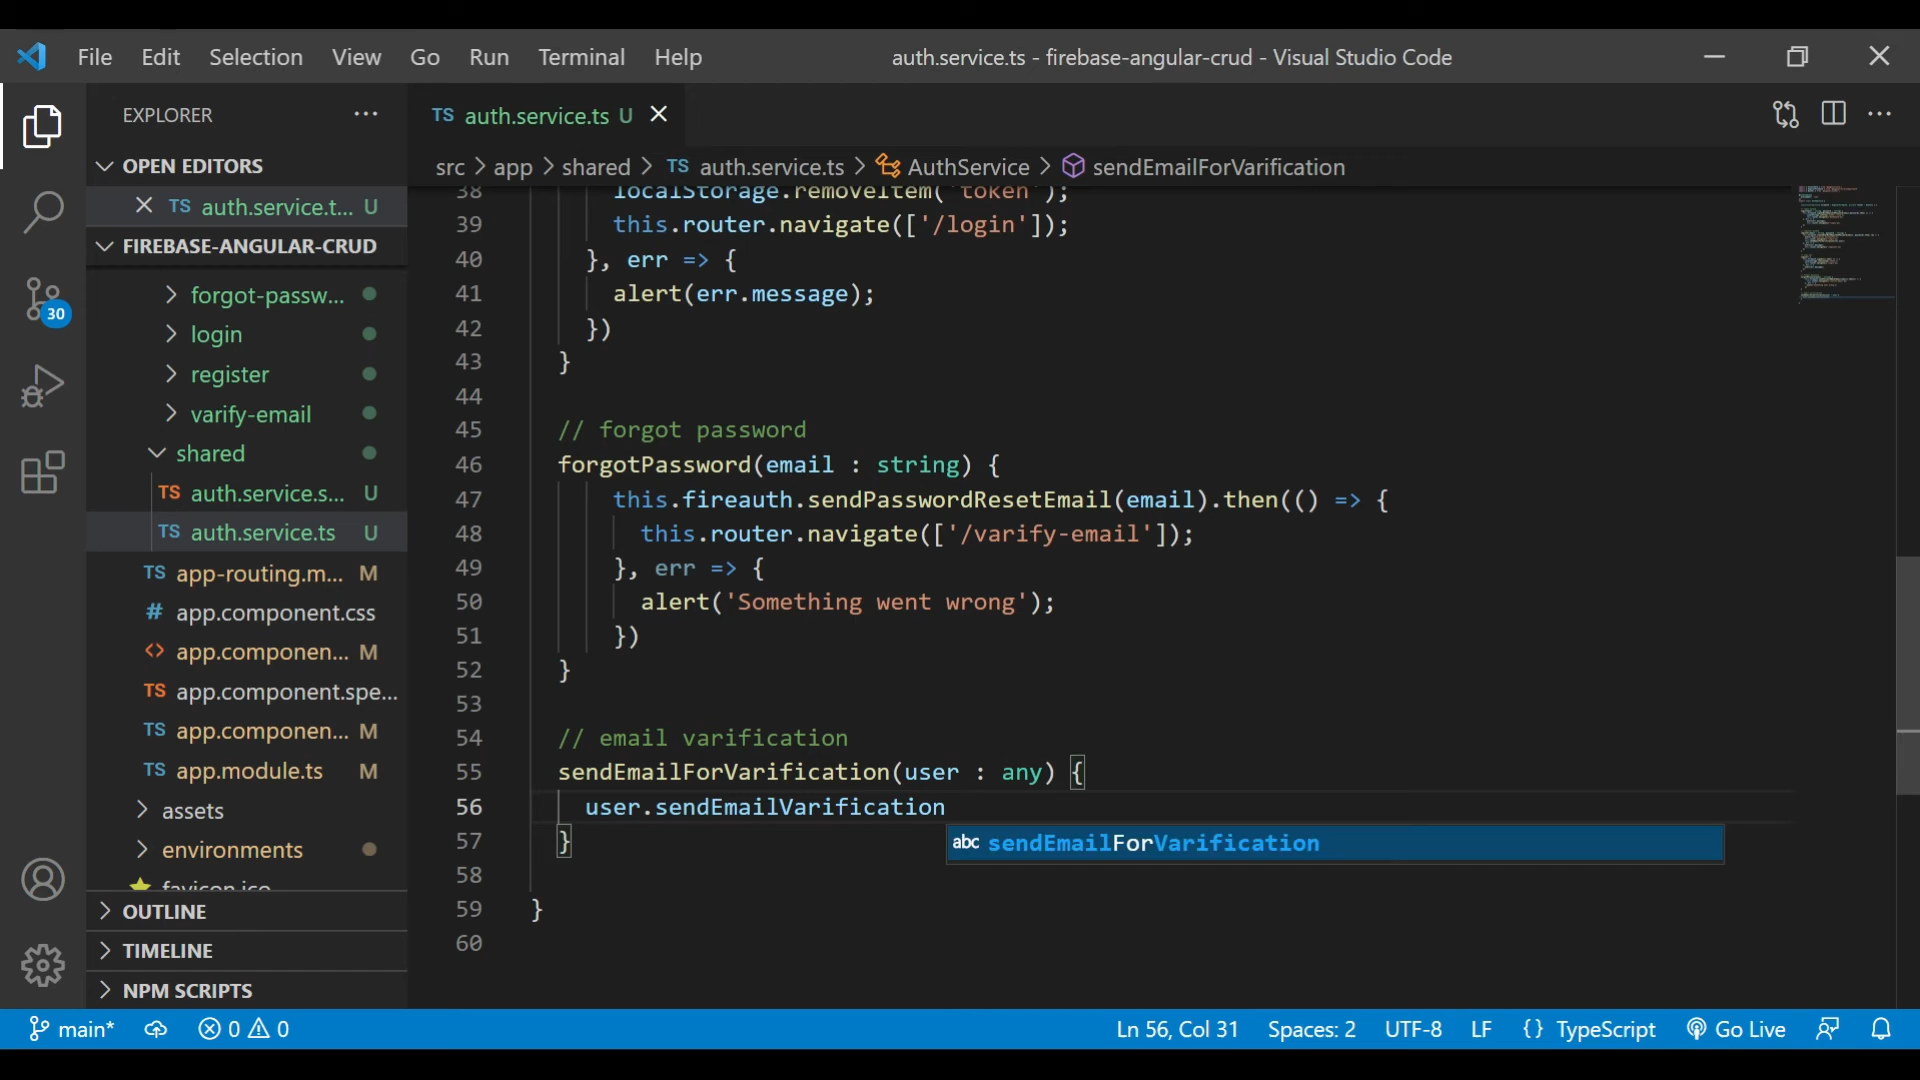 File Edit Selection View Go Run Terminal Help auth.service.ts - firebase-angular-crud - Visual Studio Code
EXPLORER
TS auth.service.ts U
OPEN EDITORS
src > app > shared > TS auth.service.ts > AuthService > sendEmailForVarification
TS auth.service.t... U
FIREBASE-ANGULAR-CRUD
forgot-passw...
login
register
varify-email
shared
TS auth.service.s... U
TS auth.service.ts U
TS app-routing.m... M
# app.component.css
<> app.componen... M
TS app.component.spe...
TS app.componen... M
TS app.module.ts M
assets
environments
favicon.ico
OUTLINE
TIMELINE
NPM SCRIPTS
30
38 localStorage.removeItem('token');
39 this.router.navigate(['/login']);
40 }, err => {
41 alert(err.message);
42 })
43 }
44
45 // forgot password
46 forgotPassword(email : string) {
47 this.fireauth.sendPasswordResetEmail(email).then(() => {
48 this.router.navigate(['/varify-email']);
49 }, err => {
50 alert('Something went wrong');
51 })
52 }
53
54 // email varification
55 sendEmailForVarification(user : any) {
56 user.sendEmailVarification
abc sendEmailForVarification
57 }
58
59 }
60
main* 0 0 Ln 56, Col 31 Spaces: 2 UTF-8 LF {} TypeScript Go Live